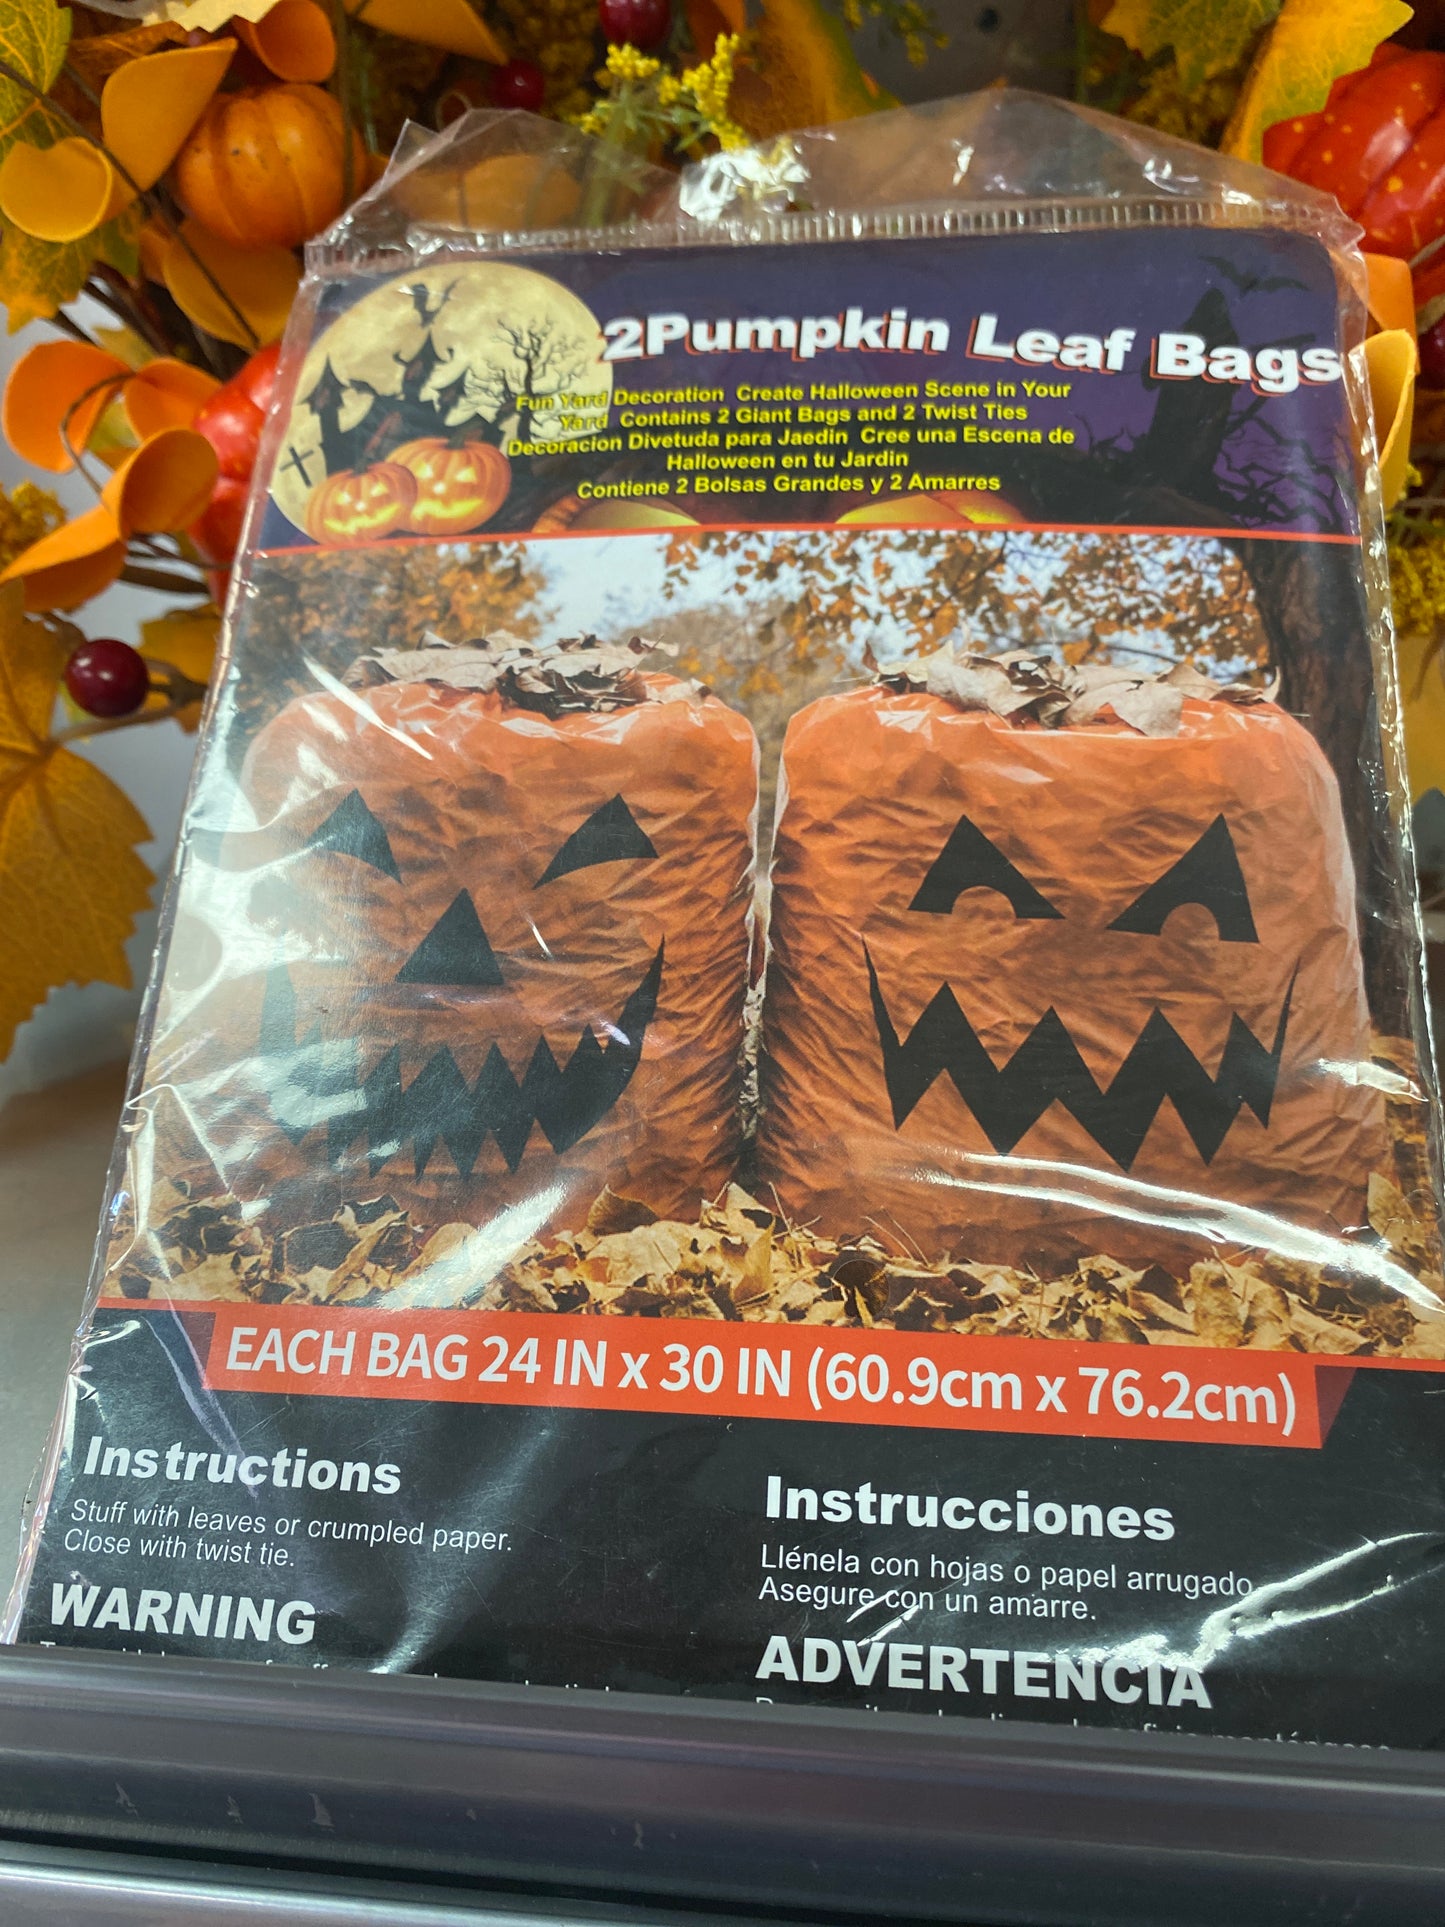 2Pumpkin Leaf Bags
Fun Yard Decoration Create Halloween Scene in Your
Yard Contains 2 Giant Bags and 2 Twist Ties
Decoracion Divetuda para Jaedin Cree una Escena de
Halloween en tu Jardin
Contiene 2 Bolsas Grandes y 2 Amarres
EACH BAG 24 IN x 30 IN (60.9cm x 76.2cm)
Instructions
Stuff with leaves or crumpled paper.
Close with twist tie.
WARNING
Instrucciones
Llénela con hojas o papel arrugado
Asegure con un amarre.
ADVERTENCIA